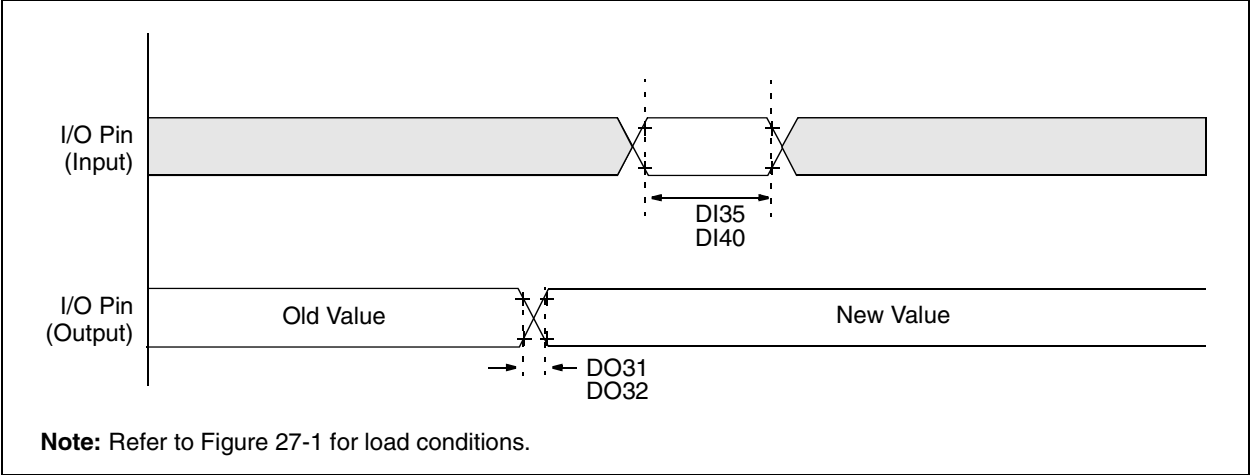 I/O Pin
(Input)
DI35
DI40
I/O Pin
(Output)
Old Value
New Value
DO31
DO32
Note: Refer to Figure 27-1 for load conditions.